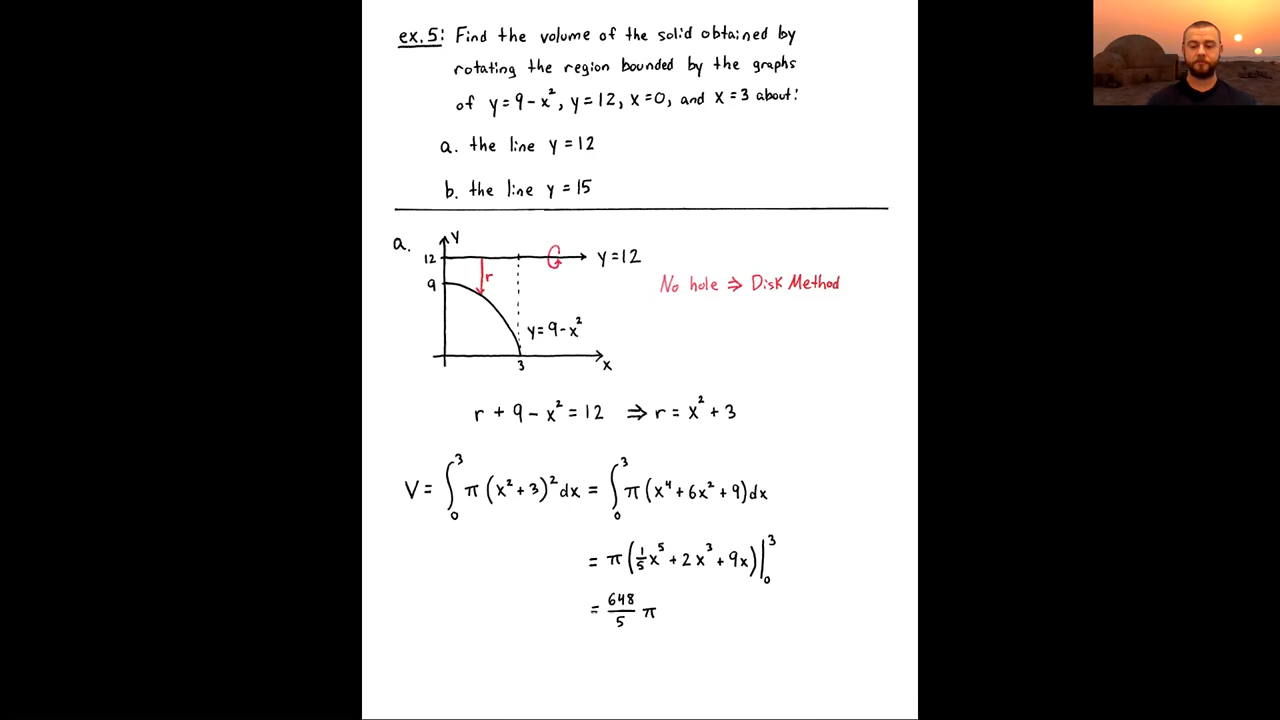 ex.5: Find the volume of the solid obtained by
rotating the region bounded by the graphs
of y = 9 - x², y = 12, x = 0, and x = 3 about:
a. the line y = 12
b. the line y = 15
a.
y
12
y = 12
r
9
No hole ⇒ Disk Method
y = 9 - x²
3
x
r + 9 - x² = 12 ⇒ r = x² + 3
V = ∫₀³ π (x² + 3)² dx = ∫₀³ π (x⁴ + 6x² + 9) dx
= π (1/5 x⁵ + 2x³ + 9x) |₀³
= 648/5 π